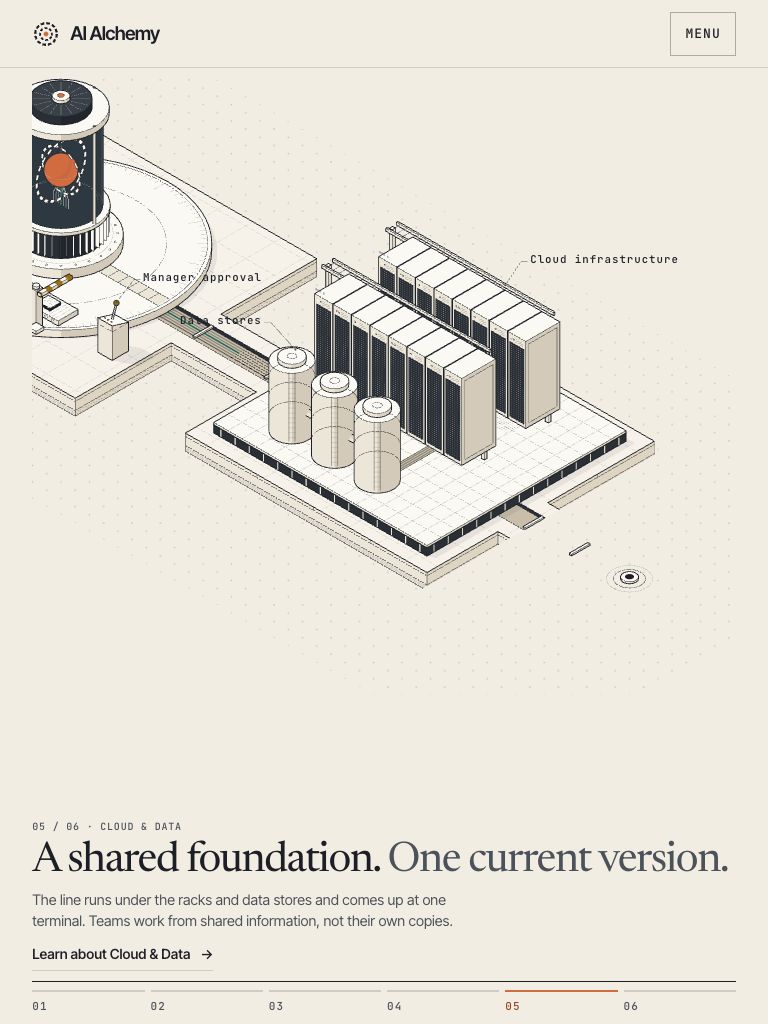 AI Alchemy
MENU
Cloud infrastructure
Manager approval
Data stores
05 / 06 · CLOUD & DATA
A shared foundation. One current version.
The line runs under the racks and data stores and comes up at one
terminal. Teams work from shared information, not their own copies.
Learn about Cloud & Data →
01 02 03 04 05 06